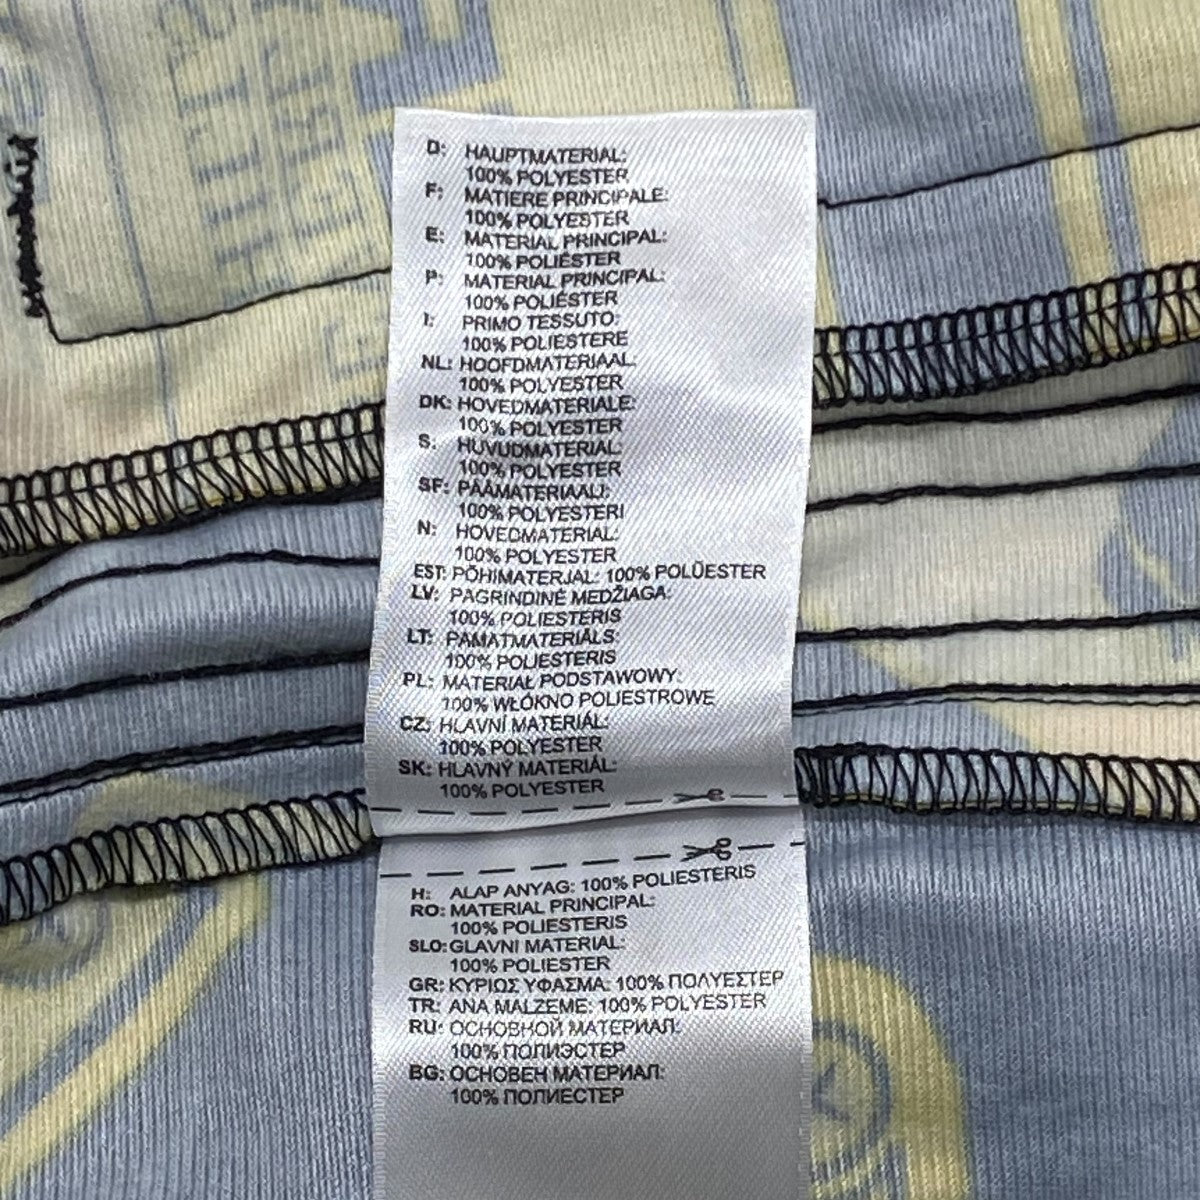 D: HAUPTMATERIAL:
100% POLYESTER
F: MATIERE PRINCIPALE:
100% POLYESTER
E: MATERIAL PRINCIPAL:
100% POLIÉSTER
P: MATERIAL PRINCIPAL:
100% POLIÉSTER
I: PRIMO TESSUTO:
100% POLIESTERE
NL: HOOFDMATERIAAL:
100% POLYESTER
DK: HOVEDMATERIALE:
100% POLYESTER
S: HUVUDMATERIAL:
100% POLYESTER
SF: PÄÄMATERIAALI:
100% POLYESTERI
N: HOVEDMATERIAL:
100% POLYESTER
EST: PÕHIMATERJAL: 100% POLÜESTER
LV: PAGRINDINĖ MEDŽIAGA:
100% POLIESTERIS
LT: PAMATMATERIĀLS:
100% POLIESTERIS
PL: MATERIAŁ PODSTAWOWY:
100% WŁÓKNO POLIESTROWE
CZ: HLAVNÍ MATERIÁL:
100% POLYESTER
SK: HLAVNÝ MATERIÁL:
100% POLYESTER
H: ALAP ANYAG: 100% POLIESTERIS
RO: MATERIAL PRINCIPAL:
100% POLIESTERIS
SLO: GLAVNI MATERIAL:
100% POLIESTER
GR: ΚΥΡΙΟΣ ΥΦΑΣΜΑ: 100% ΠΟΛΥΕΣΤΕΡ
TR: ANA MALZEME: 100% POLYESTER
RU: ОСНОВНОЙ МАТЕРИАЛ:
100% ПОЛИЭСТЕР
BG: ОСНОВЕН МАТЕРИАЛ:
100% ПОЛИЕСТЕР